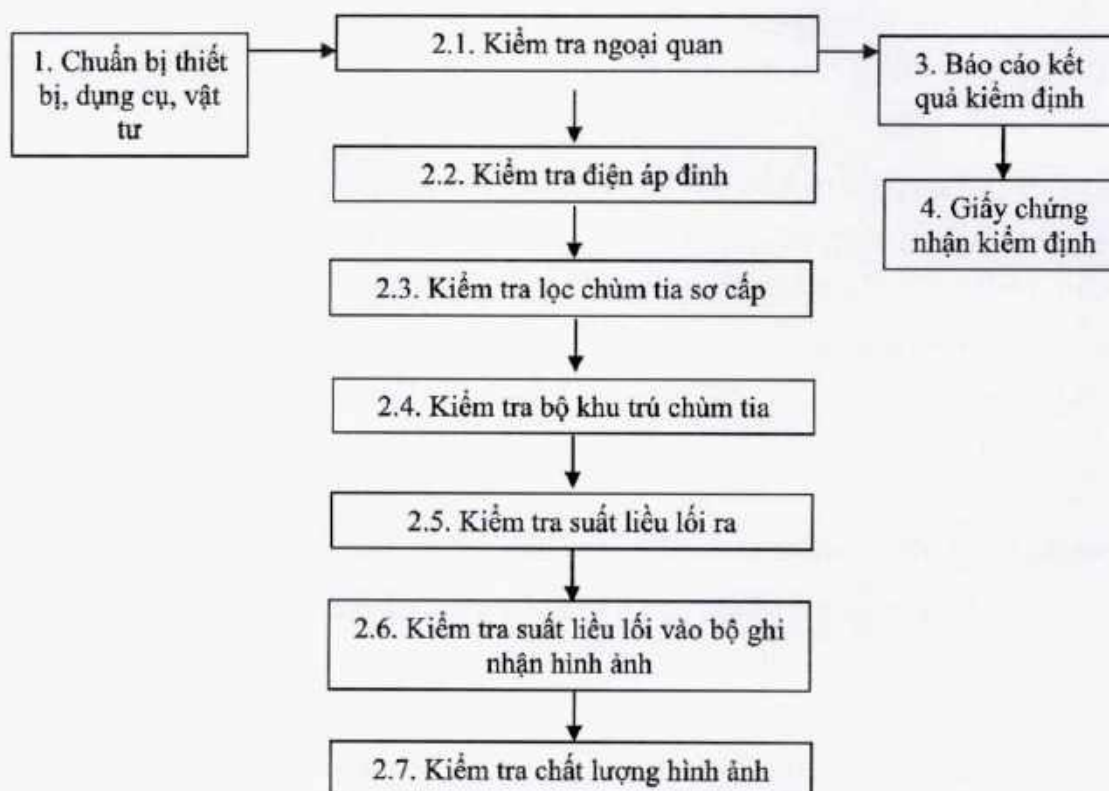 1. Chuẩn bị thiết
bị, dụng cụ, vật
tư
2.1. Kiểm tra ngoại quan
2.2. Kiểm tra điện áp đỉnh
2.3. Kiểm tra lọc chùm tia sơ cấp
2.4. Kiểm tra bộ khu trú chùm tia
2.5. Kiểm tra suất liều lối ra
2.6. Kiểm tra suất liều lối vào bộ ghi
nhận hình ảnh
2.7. Kiểm tra chất lượng hình ảnh
3. Báo cáo kết
quả kiểm định
4. Giấy chứng
nhận kiểm định